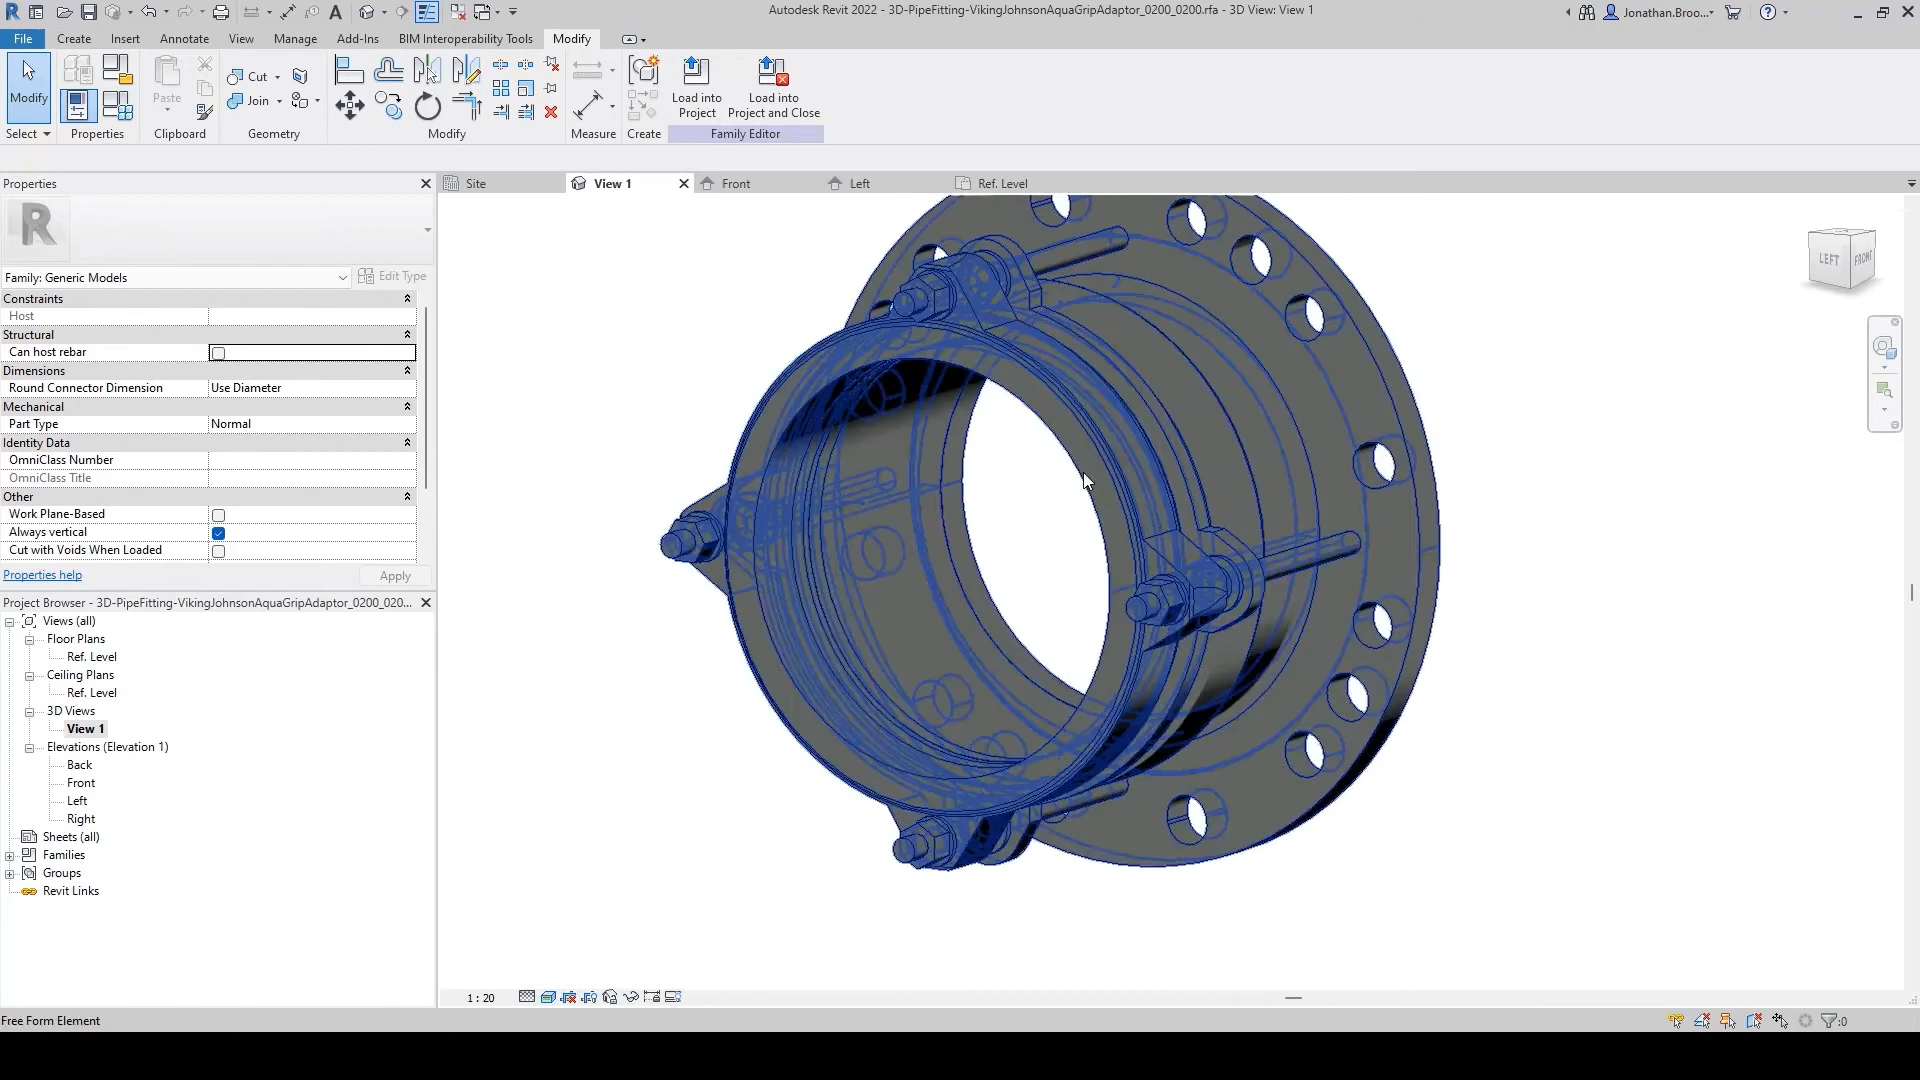 Autodesk Revit 2022 - 3D-PipeFitting-VikingJohnsonAquaGripAdaptor_0200_0200.rfa - 3D View: View 1
Jonathan.Broo...
File Create Insert Annotate View Manage Add-Ins BIM Interoperability Tools Modify
Modify
Paste
Cut
Join
Load into
Project
Load into
Project and Close
Select Properties Clipboard Geometry Modify Measure Create Family Editor
Properties
Site
View 1
Front
Left
Ref. Level
Family: Generic Models
Edit Type
Constraints
Host
Structural
Can host rebar
Dimensions
Round Connector Dimension Use Diameter
Mechanical
Part Type Normal
Identity Data
OmniClass Number
OmniClass Title
Other
Work Plane-Based
Always vertical
Cut with Voids When Loaded
Properties help
Apply
LEFT
FRONT
Project Browser - 3D-PipeFitting-VikingJohnsonAquaGripAdaptor_0200_020...
Views (all)
Floor Plans
Ref. Level
Ceiling Plans
Ref. Level
3D Views
View 1
Elevations (Elevation 1)
Back
Front
Left
Right
Sheets (all)
Families
Groups
Revit Links
1 : 20
Free Form Element
:0